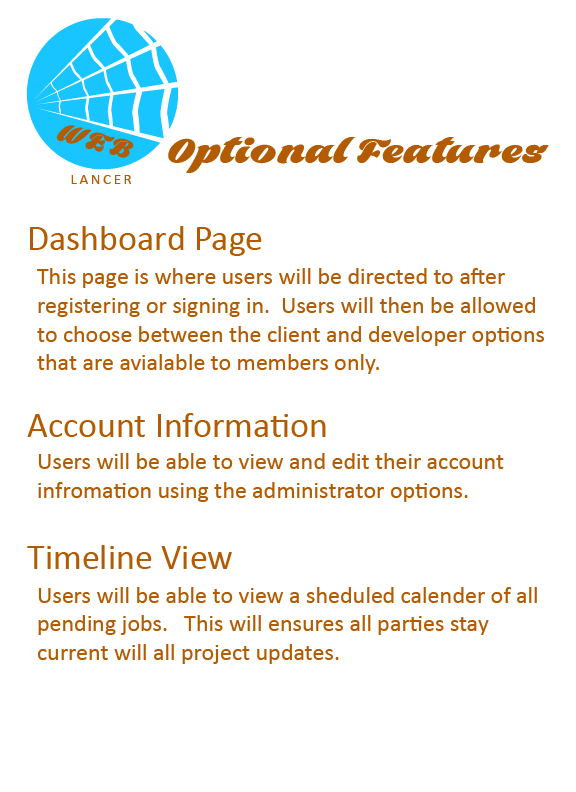 WEB
LANCER
Optional Features
Dashboard Page
This page is where users will be directed to after
registering or signing in.  Users will then be allowed
to choose between the client and developer options
that are avialable to members only.
Account Information
Users will be able to view and edit their account
infromation using the administrator options.
Timeline View
Users will be able to view a sheduled calender of all
pending jobs.   This will ensures all parties stay
current will all project updates.